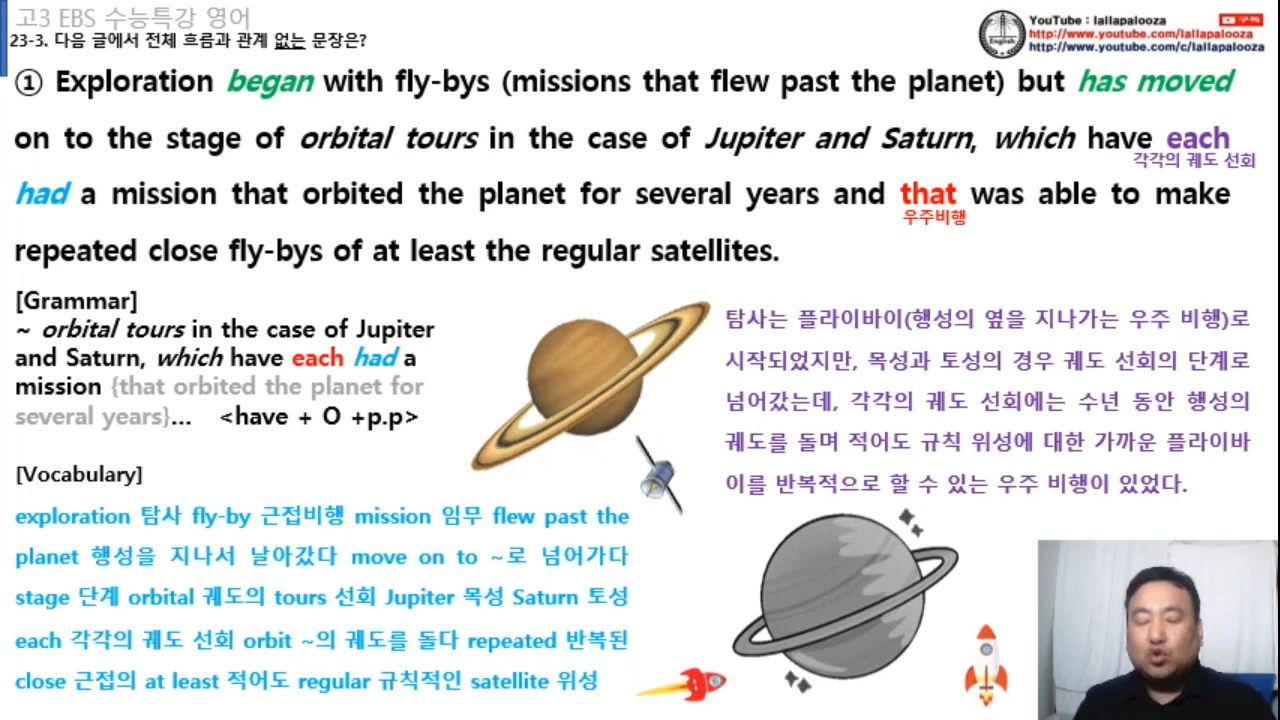 고3 EBS 수능특강 영어
23-3. 다음 글에서 전체 흐름과 관계 없는 문장은?
YouTube : lallapalooza
구독
http://www.youtube.com/lallapalooza
http://www.youtube.com/c/lallapalooza
English
① Exploration began with fly-bys (missions that flew past the planet) but has moved
on to the stage of orbital tours in the case of Jupiter and Saturn, which have each
각각의 궤도 선회
had a mission that orbited the planet for several years and that was able to make
우주비행
repeated close fly-bys of at least the regular satellites.
[Grammar]
~ orbital tours in the case of Jupiter
and Saturn, which have each had a
mission {that orbited the planet for
several years}... <have + O +p.p>
탐사는 플라이바이(행성의 옆을 지나가는 우주 비행)로
시작되었지만, 목성과 토성의 경우 궤도 선회의 단계로
넘어갔는데, 각각의 궤도 선회에는 수년 동안 행성의
궤도를 돌며 적어도 규칙 위성에 대한 가까운 플라이바
이를 반복적으로 할 수 있는 우주 비행이 있었다.
[Vocabulary]
exploration 탐사 fly-by 근접비행 mission 임무 flew past the
planet 행성을 지나서 날아갔다 move on to ~로 넘어가다
stage 단계 orbital 궤도의 tours 선회 Jupiter 목성 Saturn 토성
each 각각의 궤도 선회 orbit ~의 궤도를 돌다 repeated 반복된
close 근접의 at least 적어도 regular 규칙적인 satellite 위성